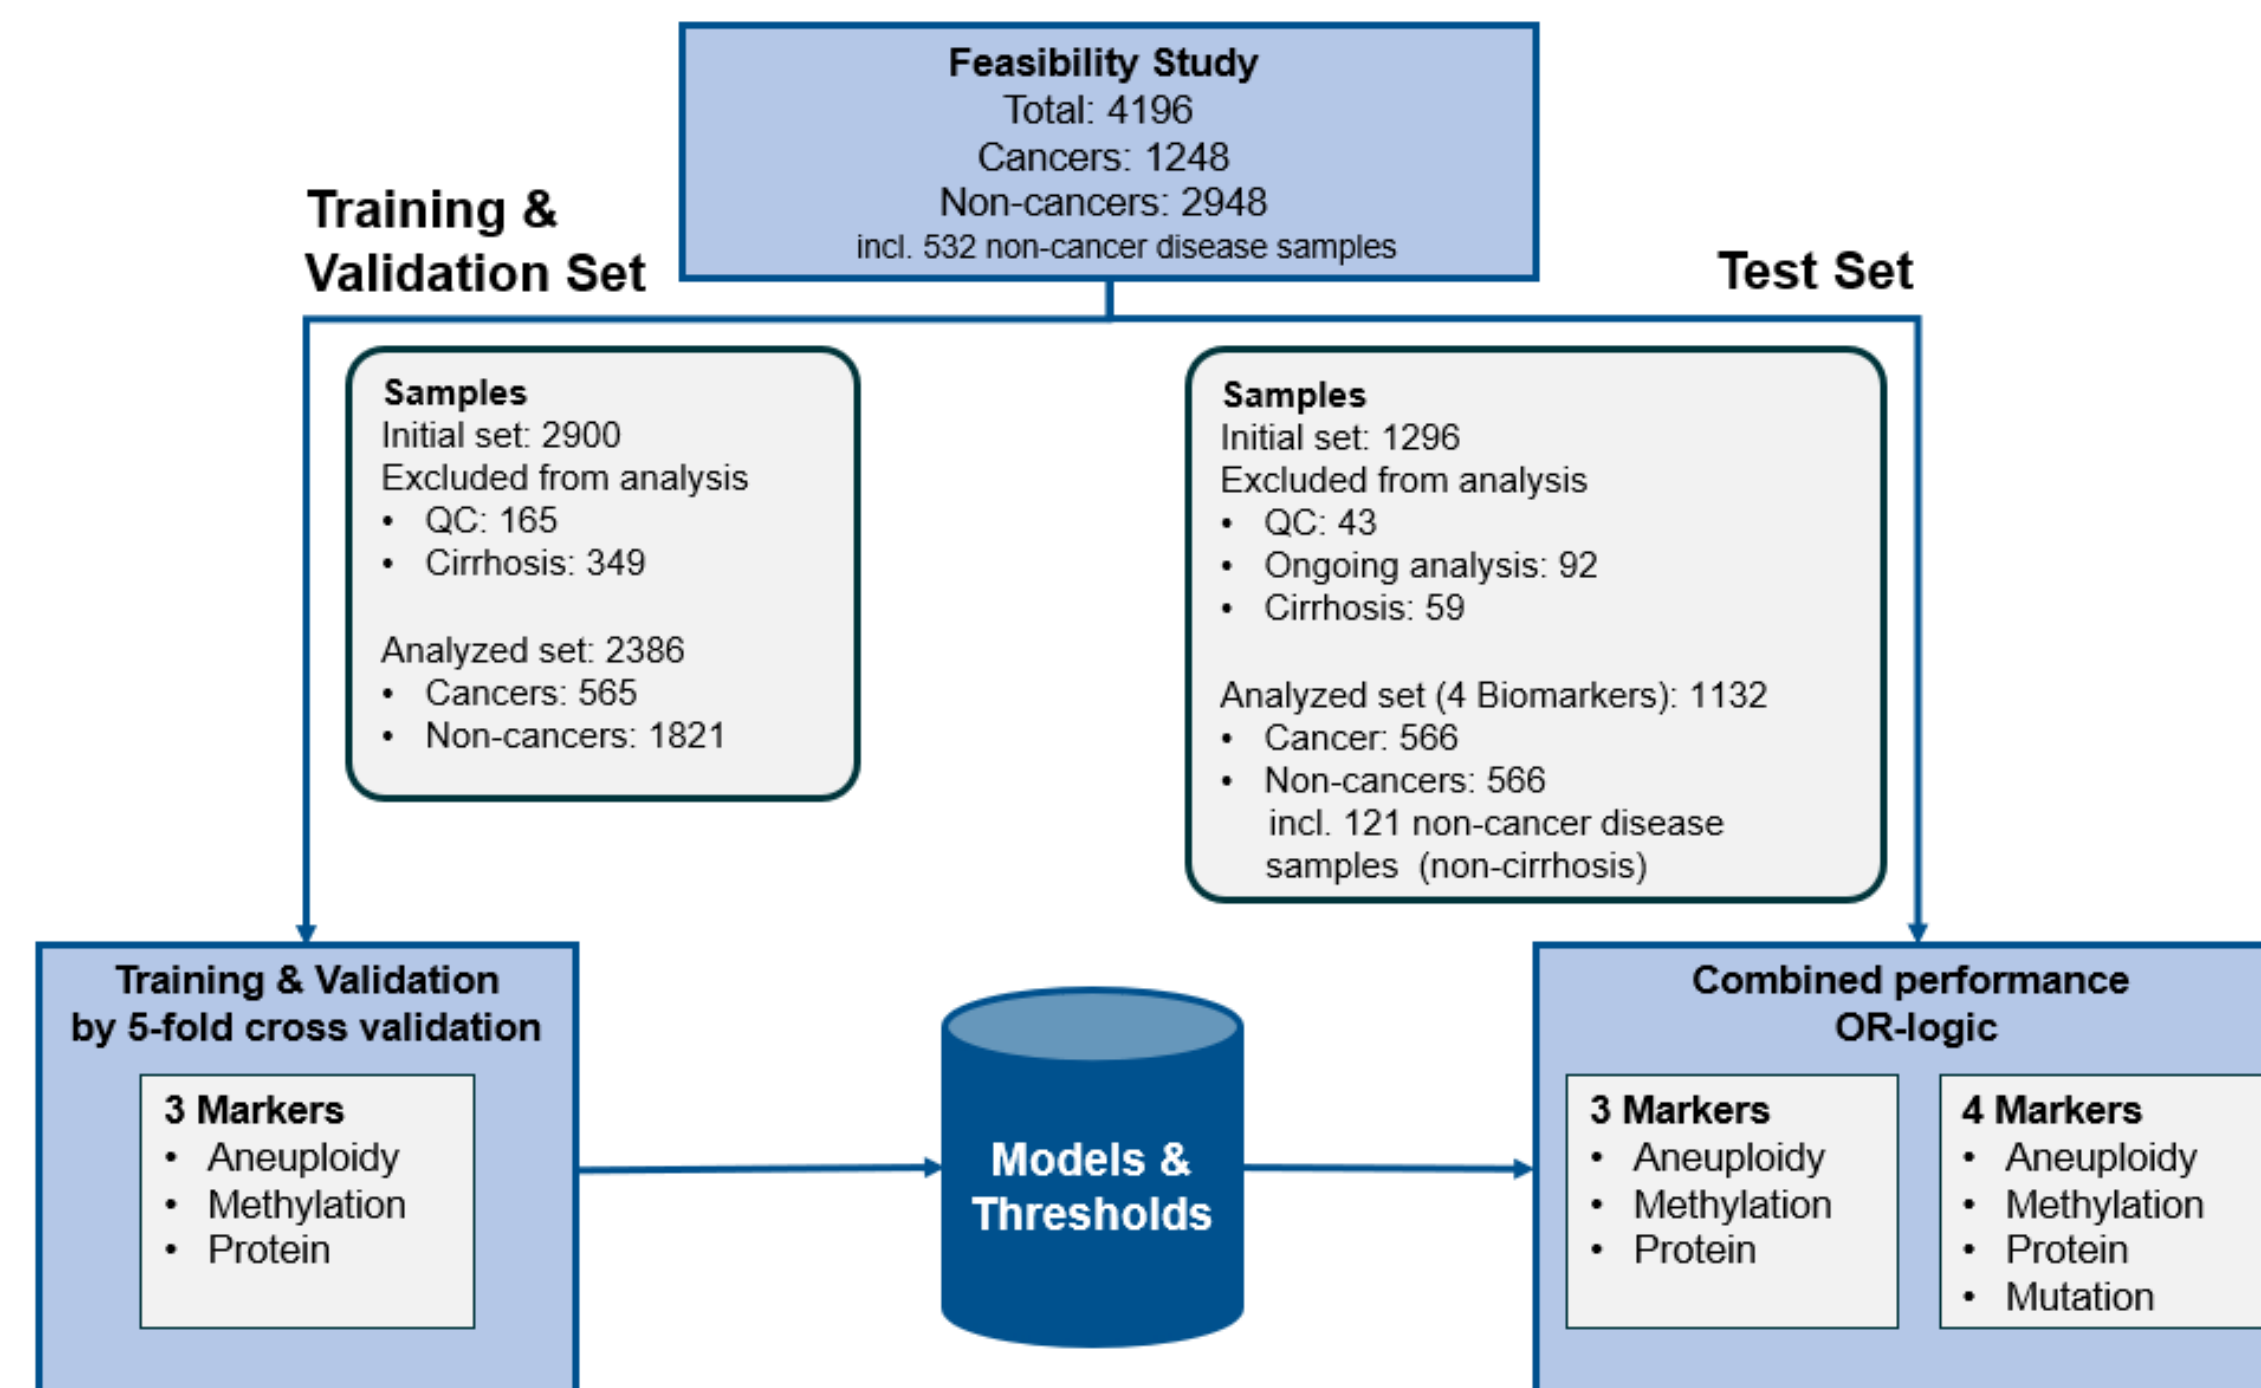 Feasibility Study
Total: 4196
Cancers: 1248
Non-cancers: 2948
incl. 532 non-cancer disease samples
Training &
Validation Set
Test Set
Samples
Initial set: 2900
Excluded from analysis
• QC: 165
• Cirrhosis: 349
Analyzed set: 2386
• Cancers: 565
• Non-cancers: 1821
Samples
Initial set: 1296
Excluded from analysis
• QC: 43
• Ongoing analysis: 92
• Cirrhosis: 59
Analyzed set (4 Biomarkers): 1132
• Cancer: 566
• Non-cancers: 566
incl. 121 non-cancer disease
samples (non-cirrhosis)
Training & Validation
by 5-fold cross validation
3 Markers
• Aneuploidy
• Methylation
• Protein
Models &
Thresholds
Combined performance
OR-logic
3 Markers
• Aneuploidy
• Methylation
• Protein
4 Markers
• Aneuploidy
• Methylation
• Protein
• Mutation